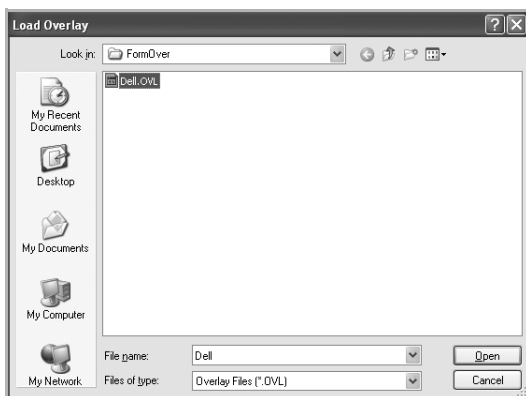 Load Overlay
Look in: FormOver
Dell.OVL
My Recent
Documents
Desktop
My Documents
My Computer
My Network
File name: Dell Open
Files of type: Overlay Files (*.OVL) Cancel